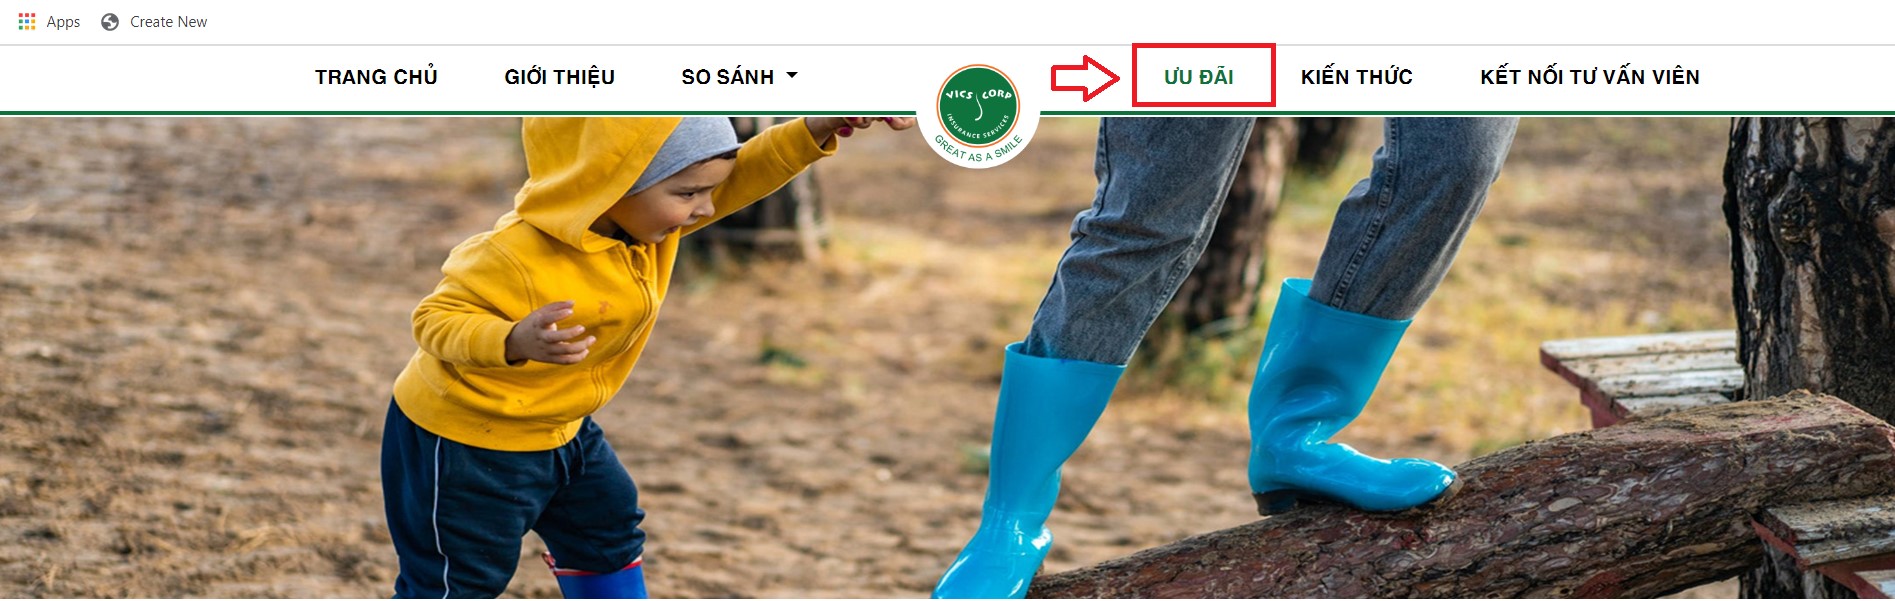 Apps Create New
TRANG CHỦ GIỚI THIỆU SO SÁNH ƯU ĐÃI KIẾN THỨC KẾT NỐI TƯ VẤN VIÊN
VICS CORP
INSURANCE SERVICES
GREAT AS A SMILE